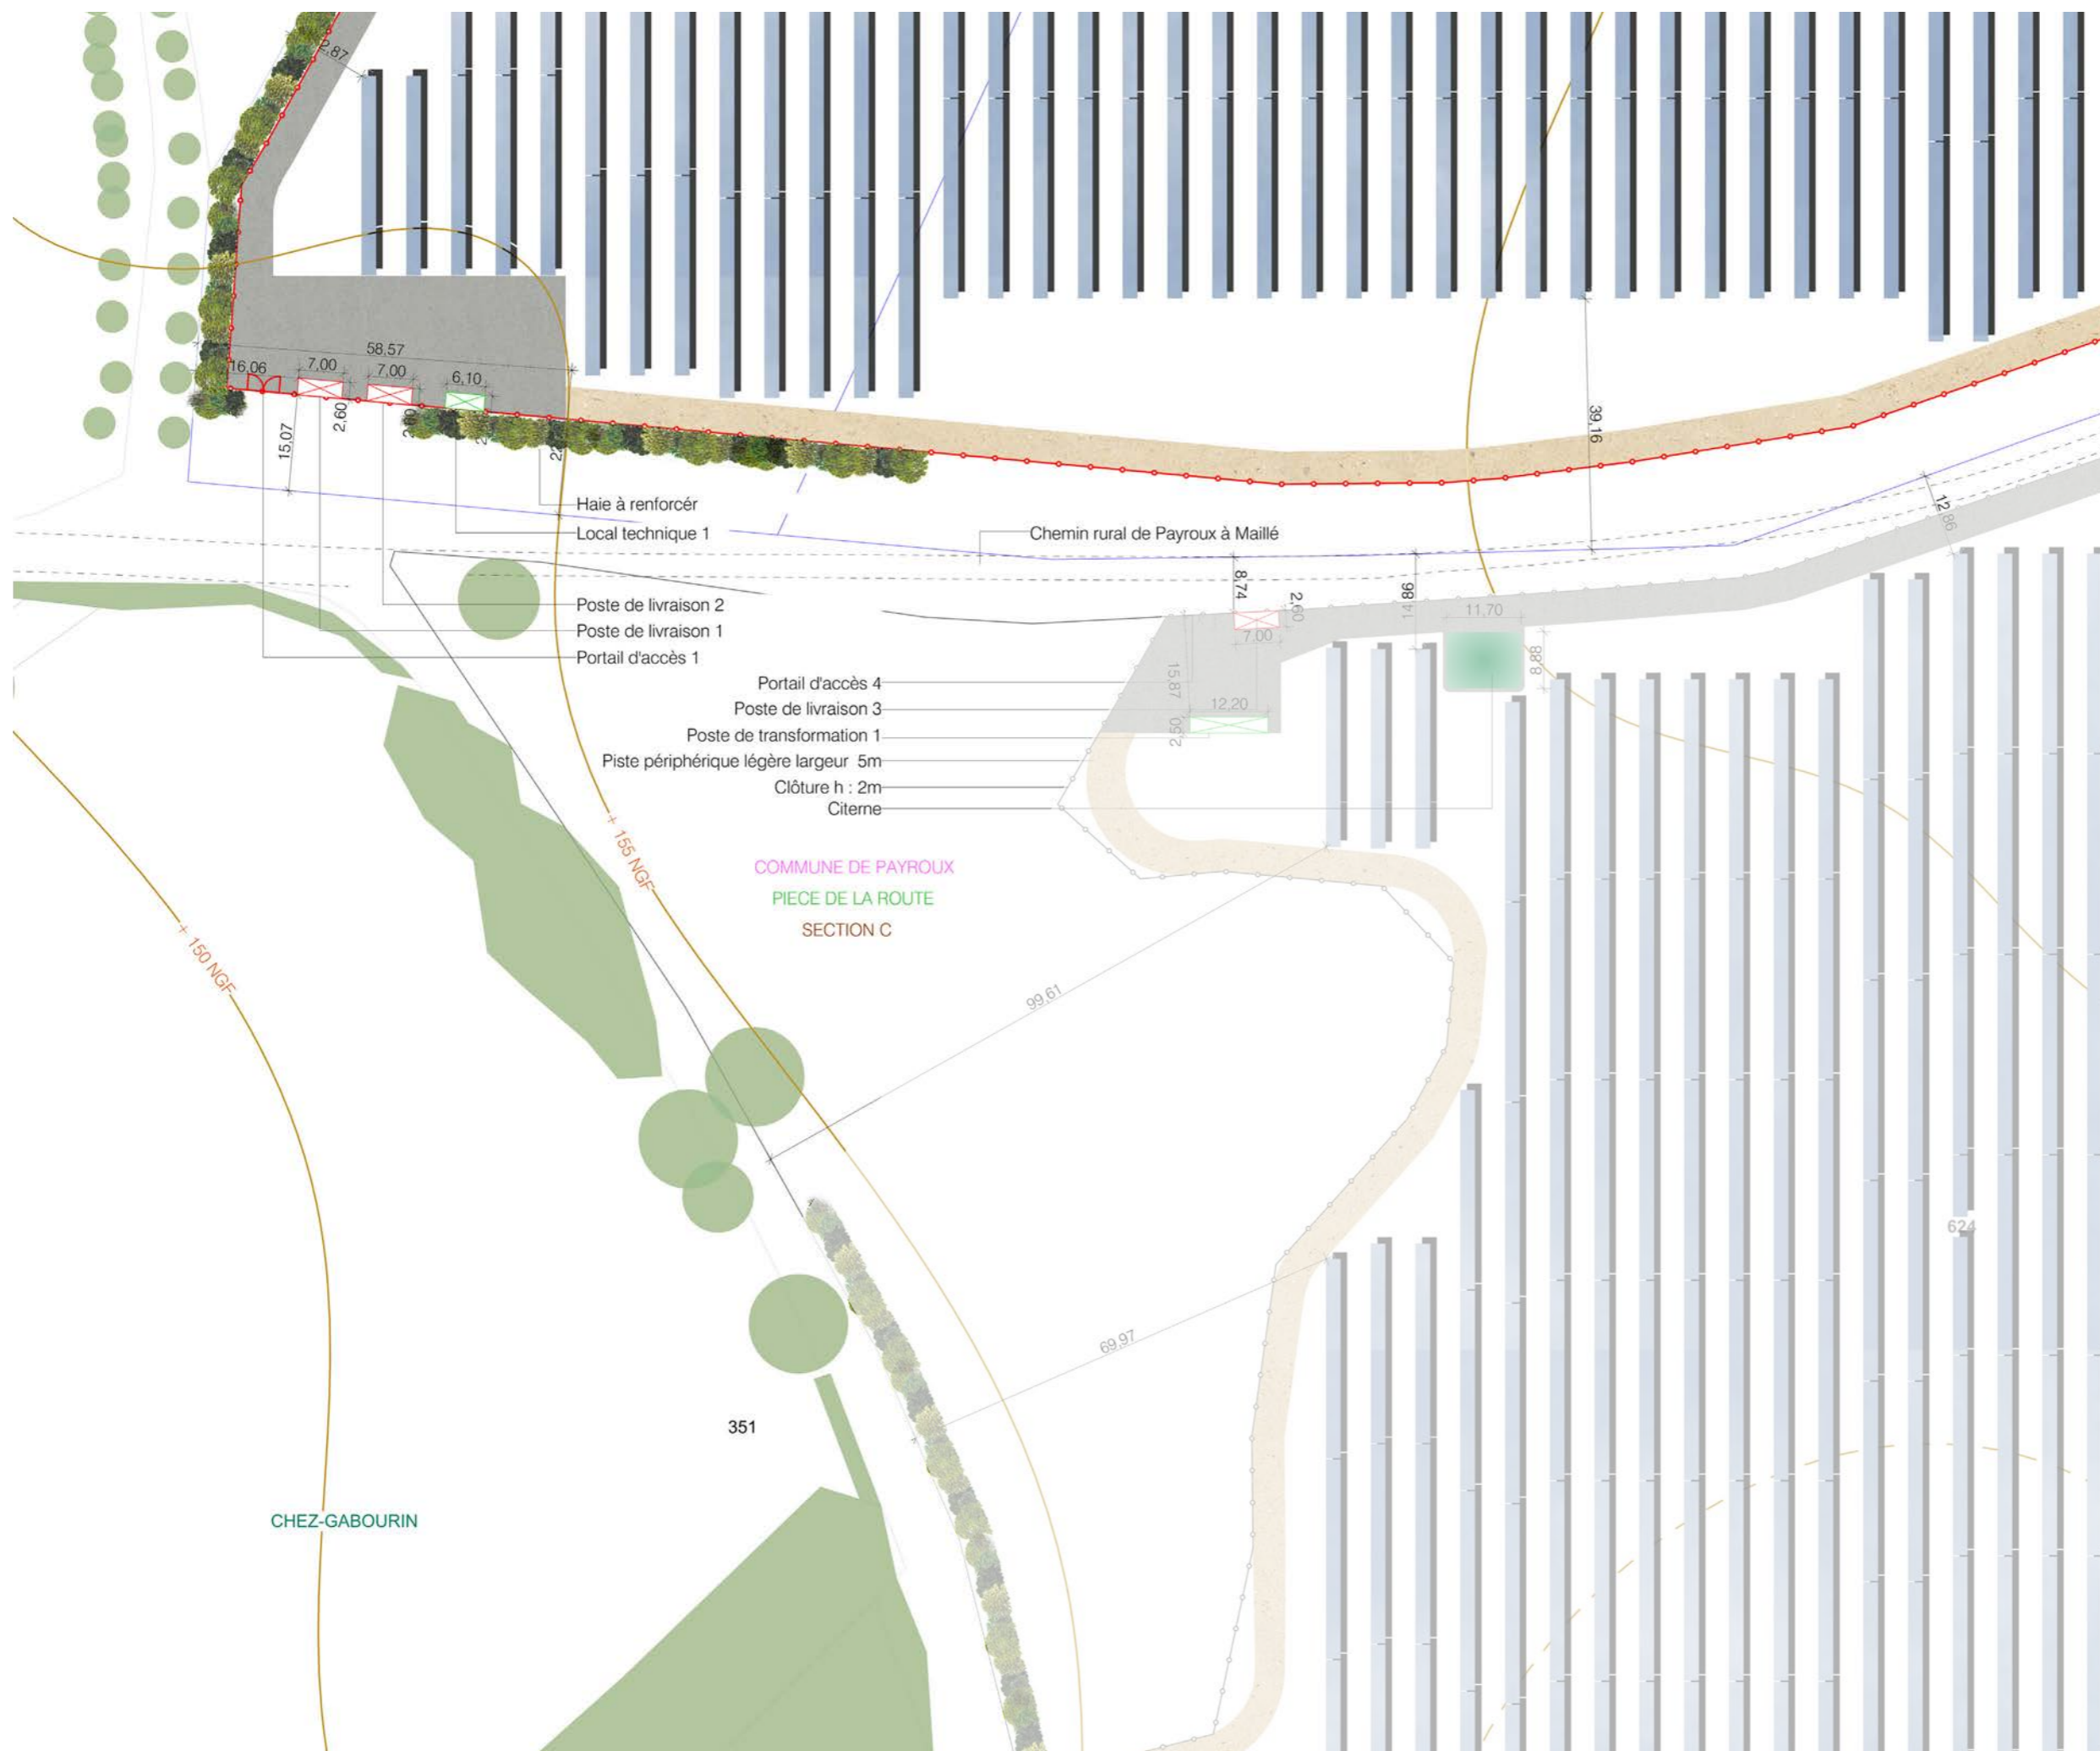 2,87
58,57
16,06
7,00
7,00
6,10
2,60
15,07
39,16
12,86
Haie à renforcér
Local technique 1
Chemin rural de Payroux à Maillé
8,74
2,60
14,98
11,70
7,00
8,88
Poste de livraison 2
Poste de livraison 1
Portail d'accès 1
Portail d'accès 4
15,87
Poste de livraison 3
12,20
Poste de transformation 1
2,50
Piste périphérique légère largeur 5m
Clôture h : 2m
Citerne
+ 155 NGF
COMMUNE DE PAYROUX
PIECE DE LA ROUTE
SECTION C
+ 150 NGF
99,61
624
69,97
351
CHEZ-GABOURIN